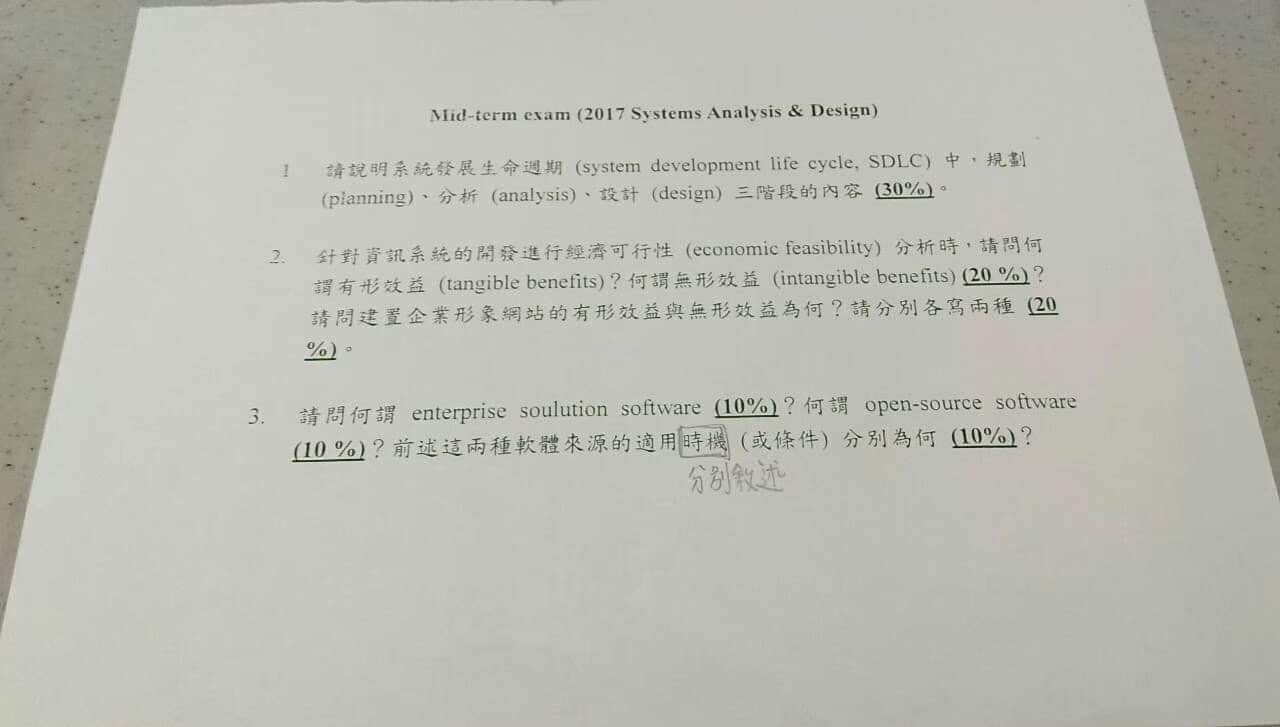 Mid-term exam (2017 Systems Analysis & Design)
1 請說明系統發展生命週期 (system development life cycle, SDLC) 中，規劃
(planning)、分析 (analysis)、設計 (design) 三階段的內容 (30%)。
2. 針對資訊系統的開發進行經濟可行性 (economic feasibility) 分析時，請問何
謂有形效益 (tangible benefits)？何謂無形效益 (intangible benefits) (20 %)？
請問建置企業形象網站的有形效益與無形效益為何？請分別各寫兩種 (20
%)。
3. 請問何謂 enterprise soulution software (10%)？何謂 open-source software
(10 %)？前述這兩種軟體來源的適用時機 (或條件) 分別為何 (10%)？
分別敘述